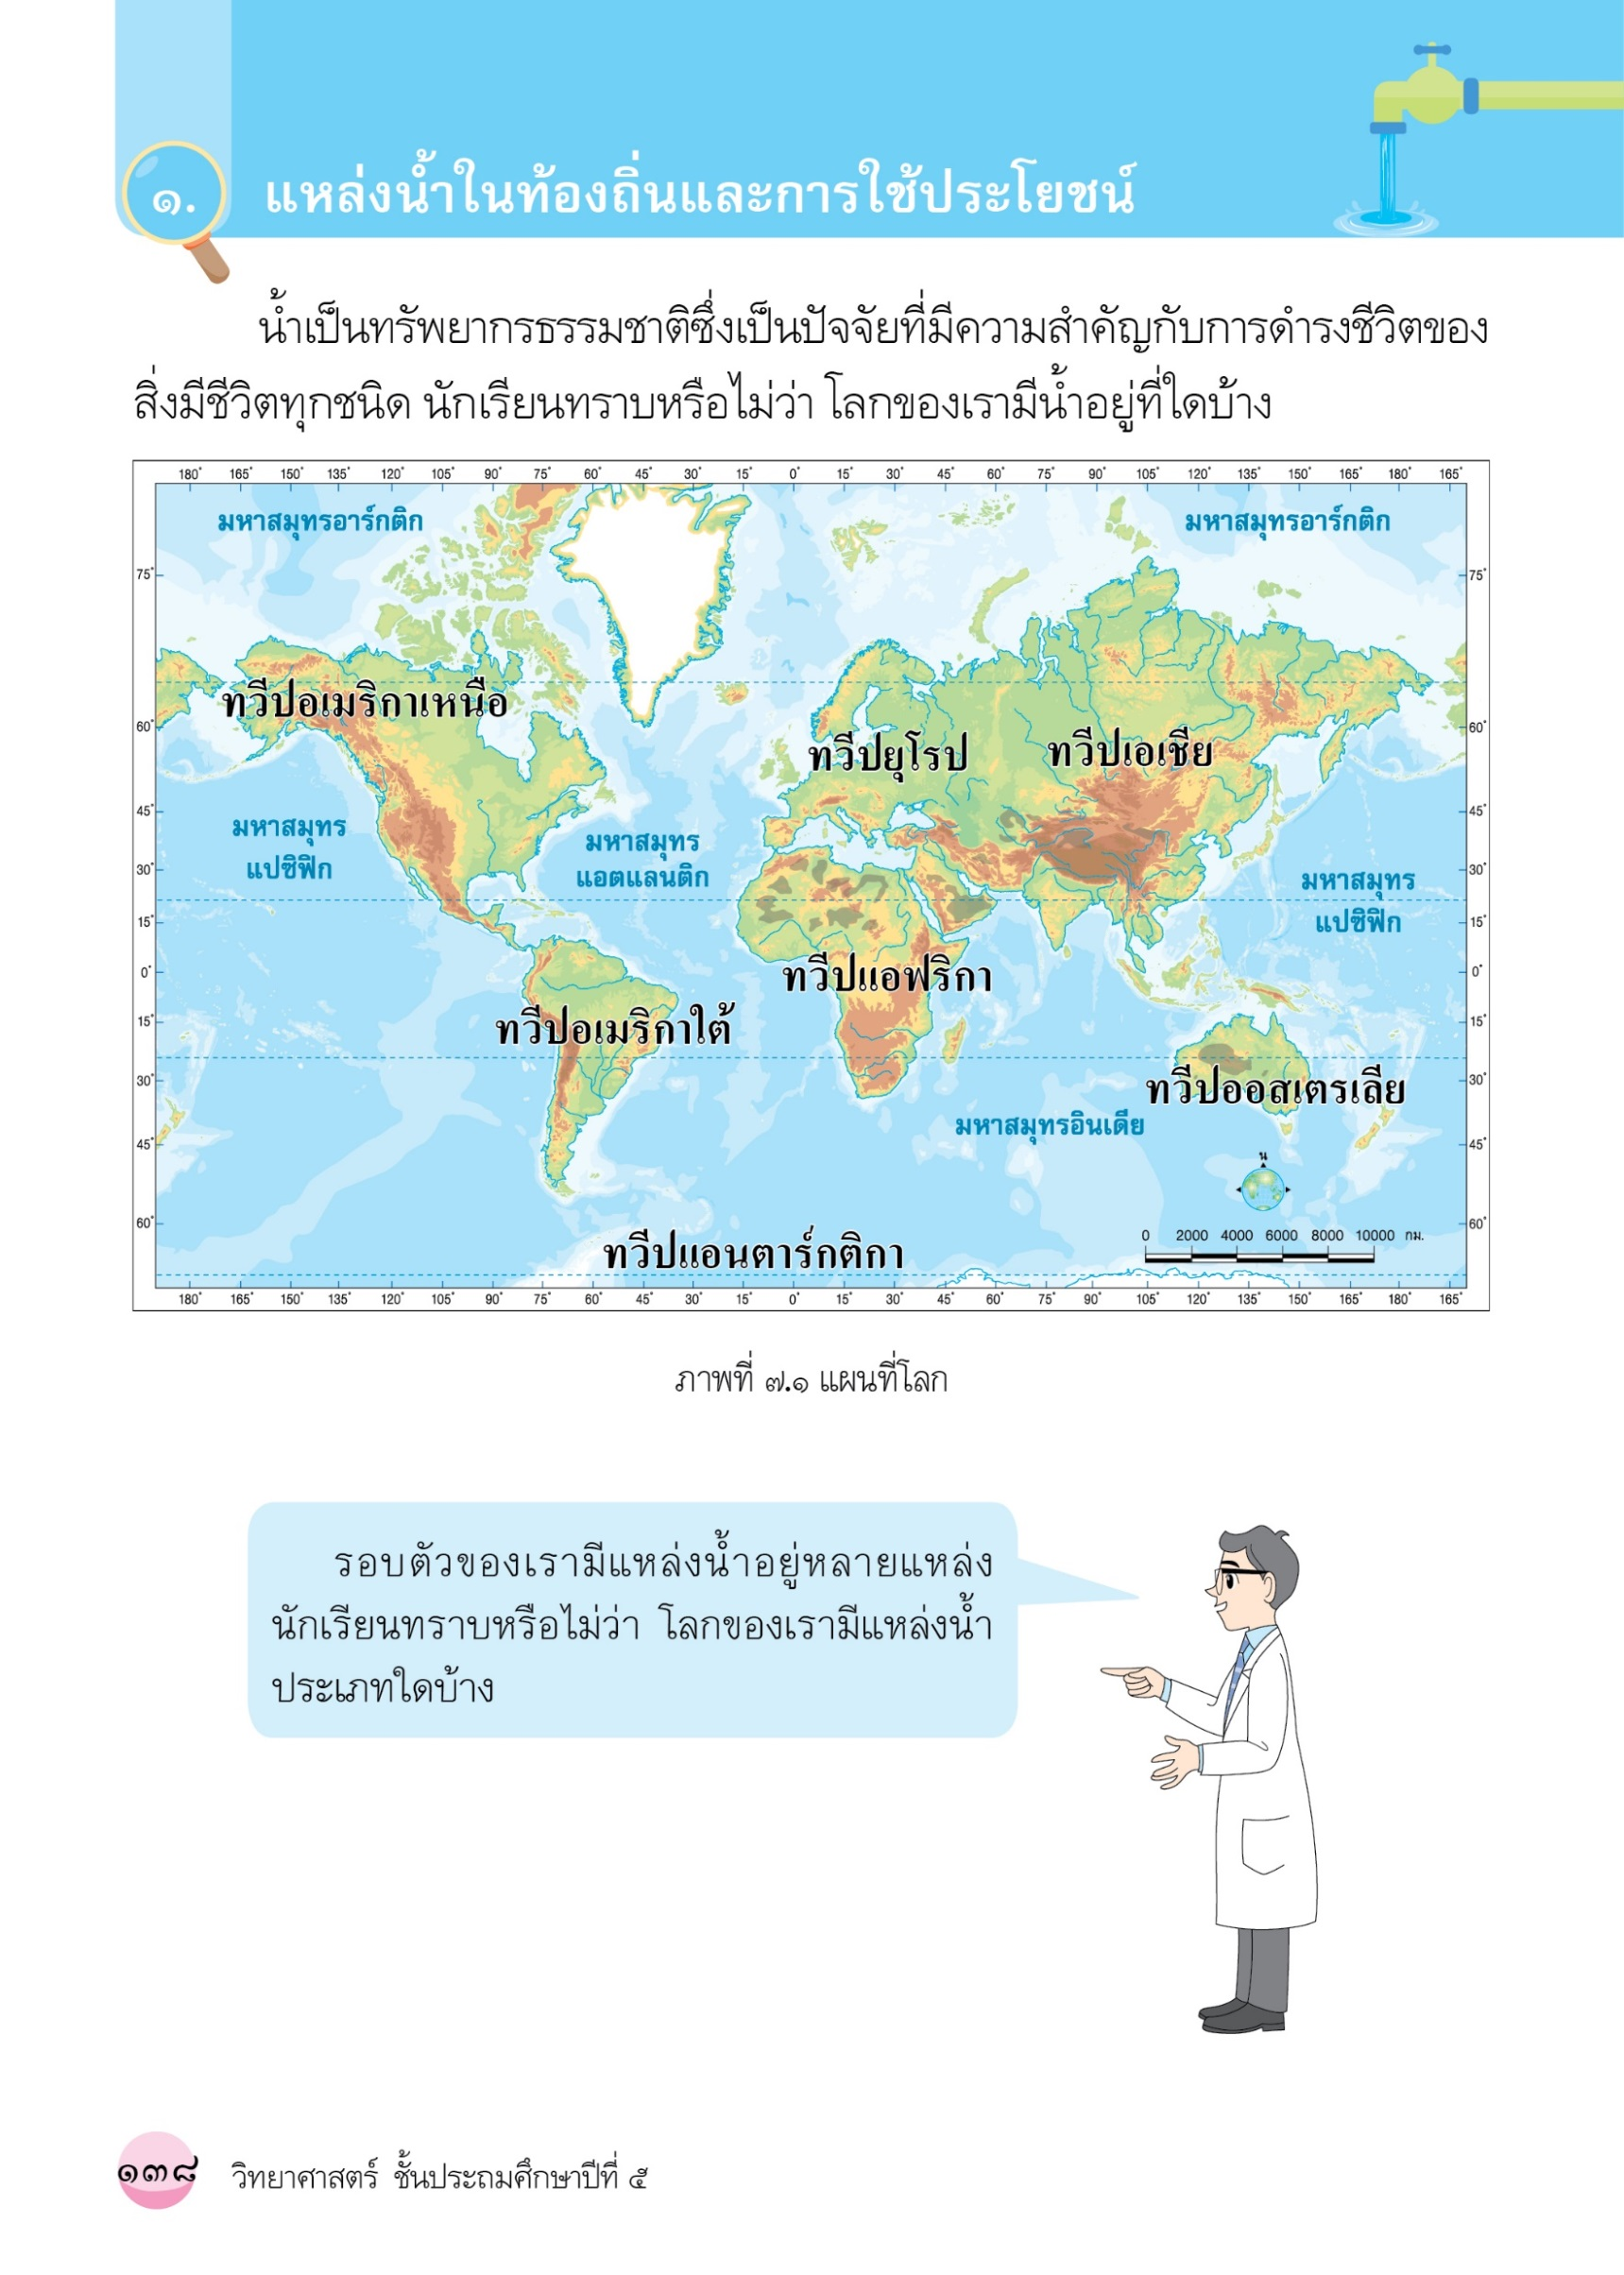 ๑. แหล่งน้ำในท้องถิ่นและการใช้ประโยชน์
น้ำเป็นทรัพยากรธรรมชาติซึ่งเป็นปัจจัยที่มีความสำคัญกับการดำรงชีวิตของ
สิ่งมีชีวิตทุกชนิด นักเรียนทราบหรือไม่ว่า โลกของเรามีน้ำอยู่ที่ใดบ้าง
180° 165° 150° 135° 120° 105° 90° 75° 60° 45° 30° 15° 0° 15° 30° 45° 60° 75° 90° 105° 120° 135° 150° 165° 180° 165°
มหาสมุทรอาร์กติก มหาสมุทรอาร์กติก
75° 75°
ทวีปอเมริกาเหนือ
60° 60°
ทวีปยุโรป ทวีปเอเชีย
45° 45°
มหาสมุทร
แปซิฟิก
มหาสมุทร
แอตแลนติก
30° 30°
มหาสมุทร
แปซิฟิก
15° 15°
0° 0°
ทวีปแอฟริกา
15° 15°
ทวีปอเมริกาใต้
30° 30°
ทวีปออสเตรเลีย
มหาสมุทรอินเดีย
45° 45°
น
60° 60°
0 2000 4000 6000 8000 10000 กม.
ทวีปแอนตาร์กติกา
180° 165° 150° 135° 120° 105° 90° 75° 60° 45° 30° 15° 0° 15° 30° 45° 60° 75° 90° 105° 120° 135° 150° 165° 180° 165°
ภาพที่ ๗.๑ แผนที่โลก
รอบตัวของเรามีแหล่งน้ำอยู่หลายแหล่ง
นักเรียนทราบหรือไม่ว่า โลกของเรามีแหล่งน้ำ
ประเภทใดบ้าง
๑๓๘ วิทยาศาสตร์ ชั้นประถมศึกษาปีที่ ๕